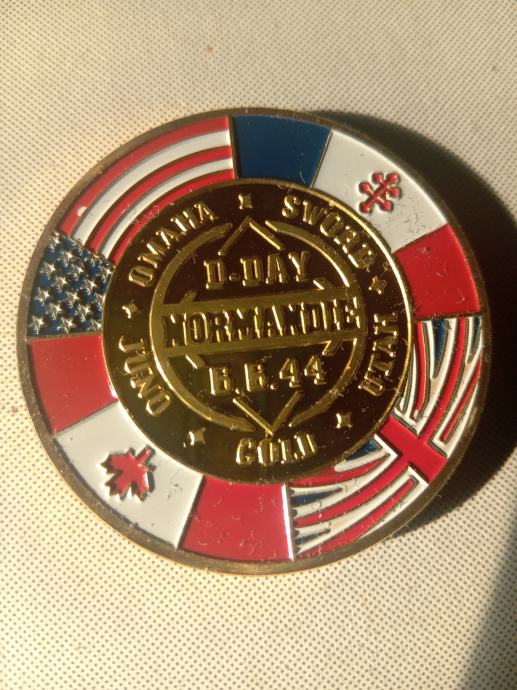 OMAHA
SWORD
UTAH
GOLD
JUNO
D-DAY
NORMANDIE
6.6.44